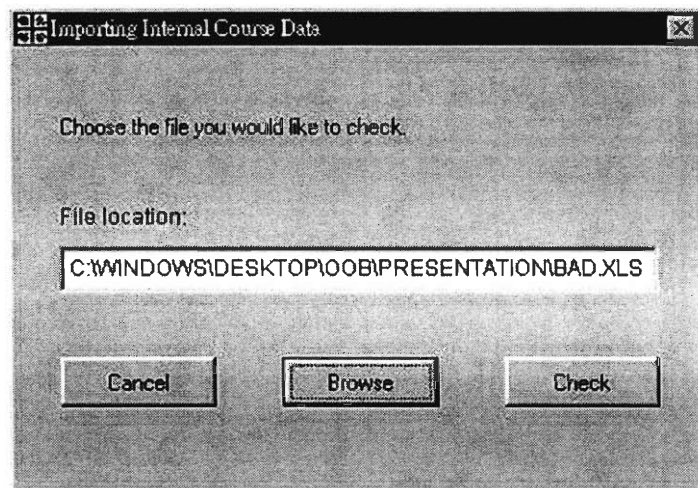 Importing Internal Course Data
Choose the file you would like to check.
File location:
C:\WINDOWS\DESKTOP\OOB\PRESENTATION\BAD.XLS
Cancel
Browse
Check